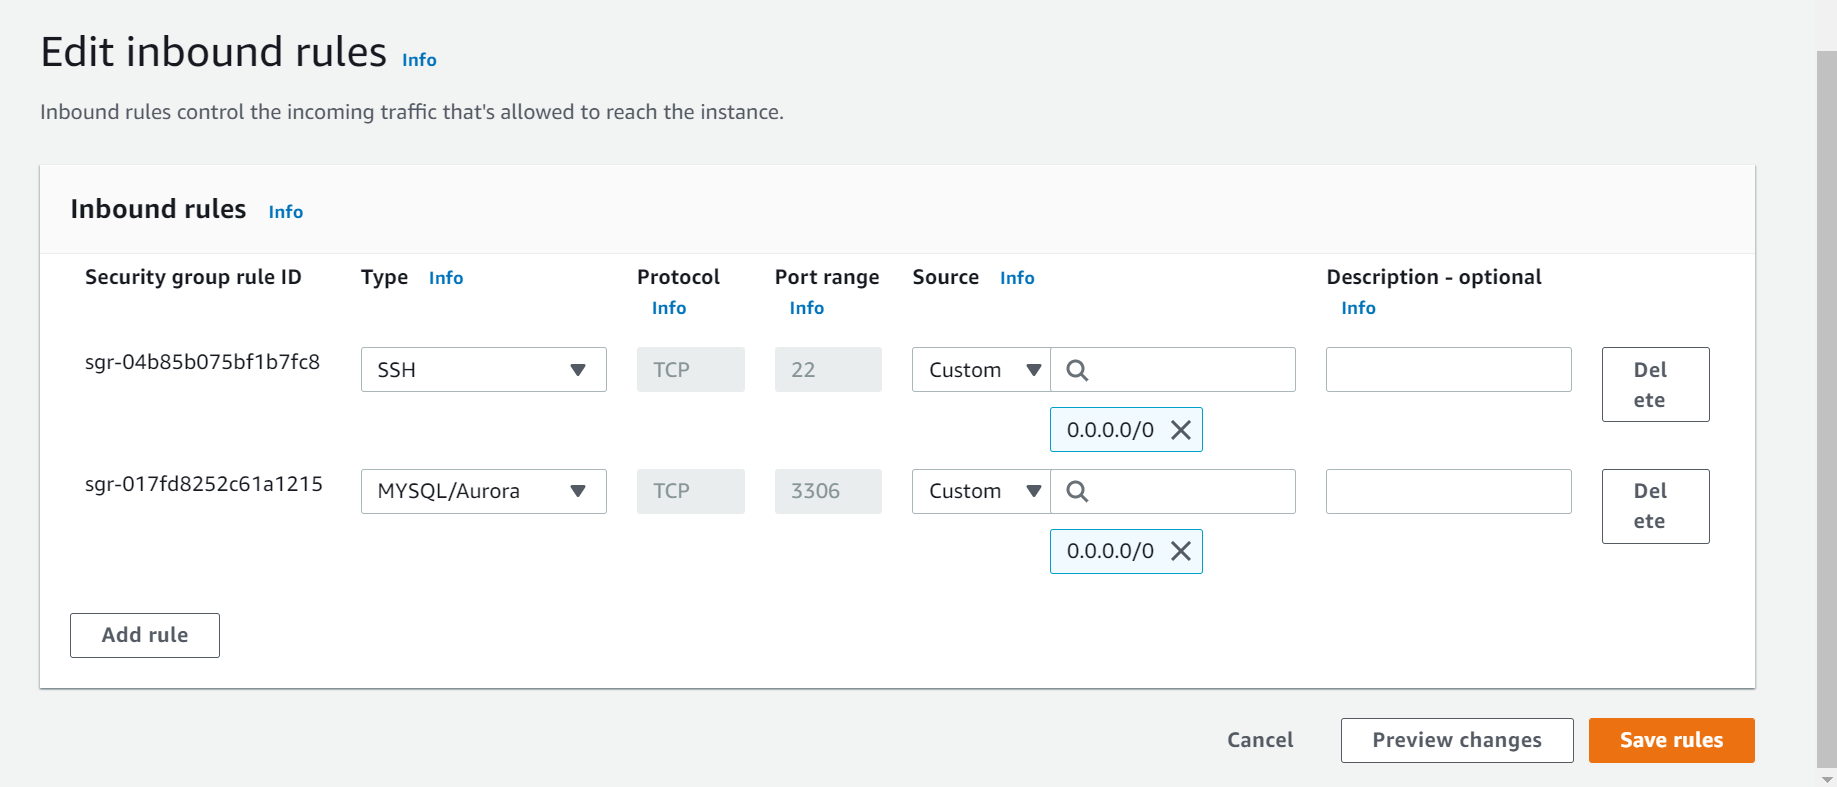 Edit inbound rules Info
Inbound rules control the incoming traffic that's allowed to reach the instance.
Inbound rules Info
Security group rule ID Type Info Protocol Info Port range Info Source Info Description - optional Info
sgr-04b85b075bf1b7fc8 SSH TCP 22 Custom Delete
0.0.0.0/0
sgr-017fd8252c61a1215 MYSQL/Aurora TCP 3306 Custom Delete
0.0.0.0/0
Add rule
Cancel Preview changes Save rules